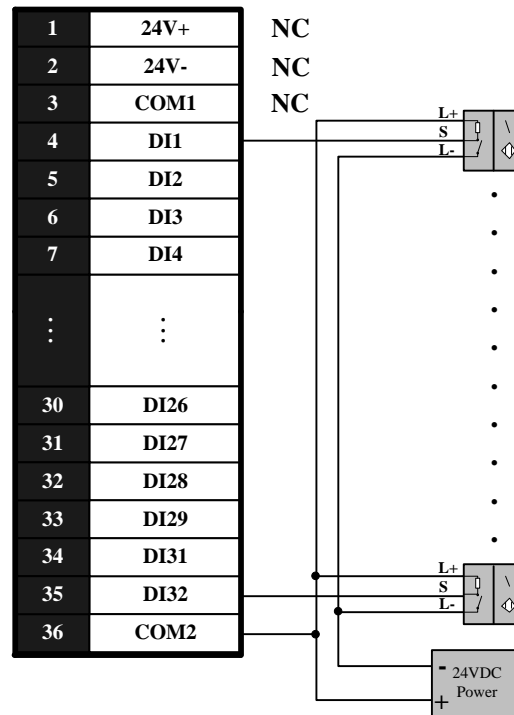 1 24V+ NC
2 24V- NC
3 COM1 NC
L+
4 DI1 S
L-
5 DI2
6 DI3
7 DI4
⋮ ⋮
30 DI26
31 DI27
32 DI28
33 DI29
34 DI31
L+
35 DI32 S
L-
36 COM2
- 24VDC
+ Power